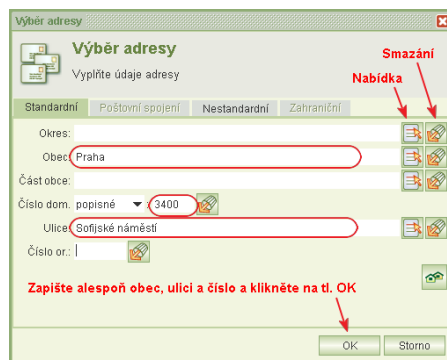 Výběr adresy
Výběr adresy
Vyplňte údaje adresy
Smazání
Nabídka
Standardní Poštovní spojení Nestandardní Zahraniční
Okres:
Obec: Praha
Část obce:
Číslo dom. popisné 3400
Ulice: Sofijské náměstí
Číslo or.:
Zapište alespoň obec, ulici a číslo a klikněte na tl. OK
OK Storno